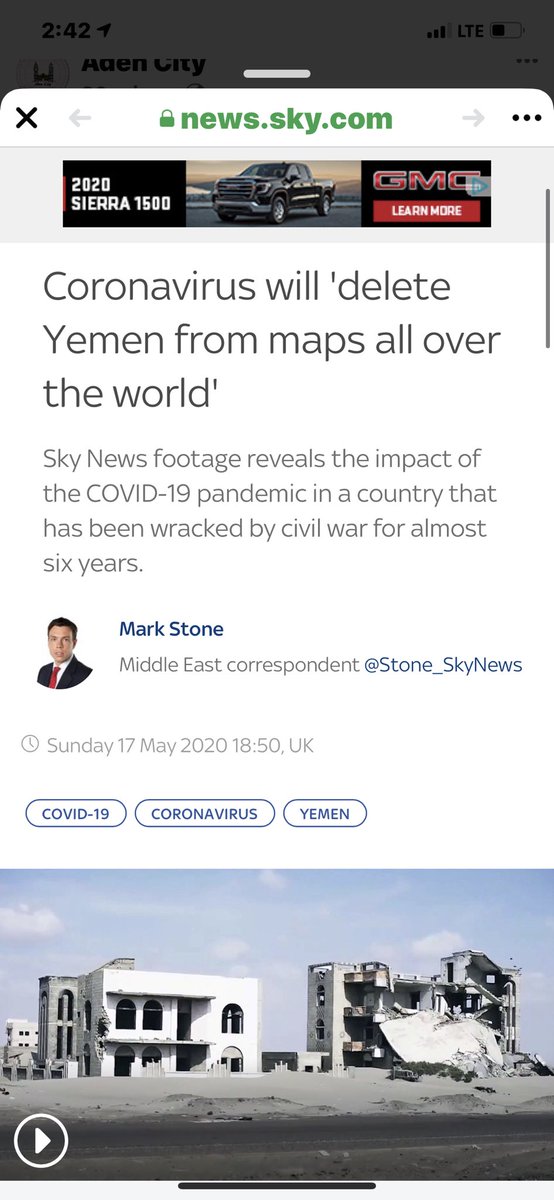 2:42
LTE
Aden City
news.sky.com
2020
SIERRA 1500
GMC
LEARN MORE
Coronavirus will 'delete
Yemen from maps all over
the world'
Sky News footage reveals the impact of
the COVID-19 pandemic in a country that
has been wracked by civil war for almost
six years.
Mark Stone
Middle East correspondent @Stone_SkyNews
Sunday 17 May 2020 18:50, UK
COVID-19
CORONAVIRUS
YEMEN